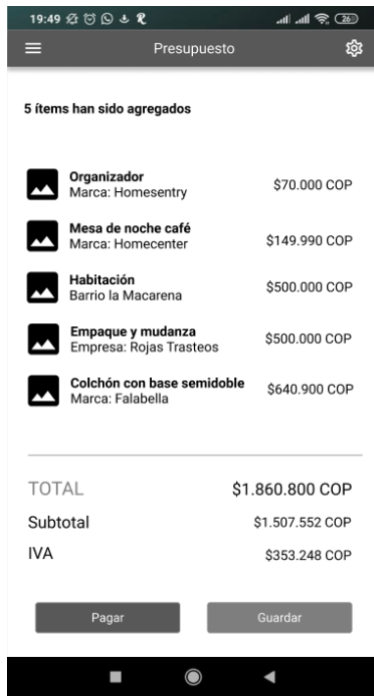 19:49
26
Presupuesto
5 ítems han sido agregados
Organizador
Marca: Homesentry
$70.000 COP
Mesa de noche café
Marca: Homecenter
$149.990 COP
Habitación
Barrio la Macarena
$500.000 COP
Empaque y mudanza
Empresa: Rojas Trasteos
$500.000 COP
Colchón con base semidoble
Marca: Falabella
$640.900 COP
TOTAL $1.860.800 COP
Subtotal $1.507.552 COP
IVA $353.248 COP
Pagar
Guardar